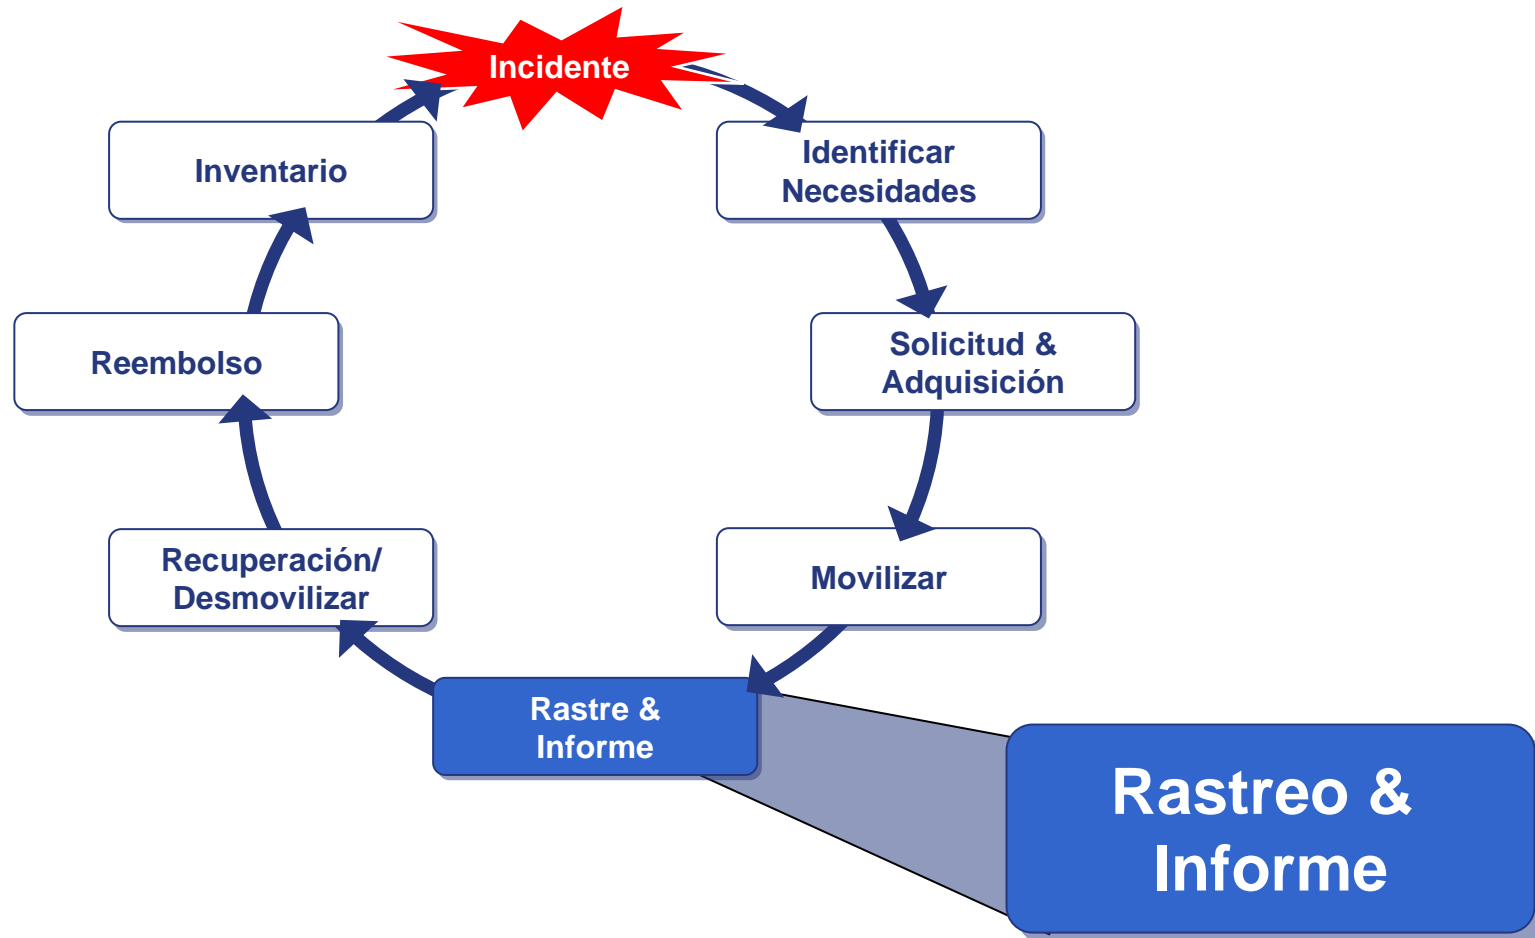 Incidente
Identificar
Necesidades
Solicitud &
Adquisición
Movilizar
Rastre &
Informe
Recuperación/
Desmovilizar
Reembolso
Inventario
Rastreo &
Informe